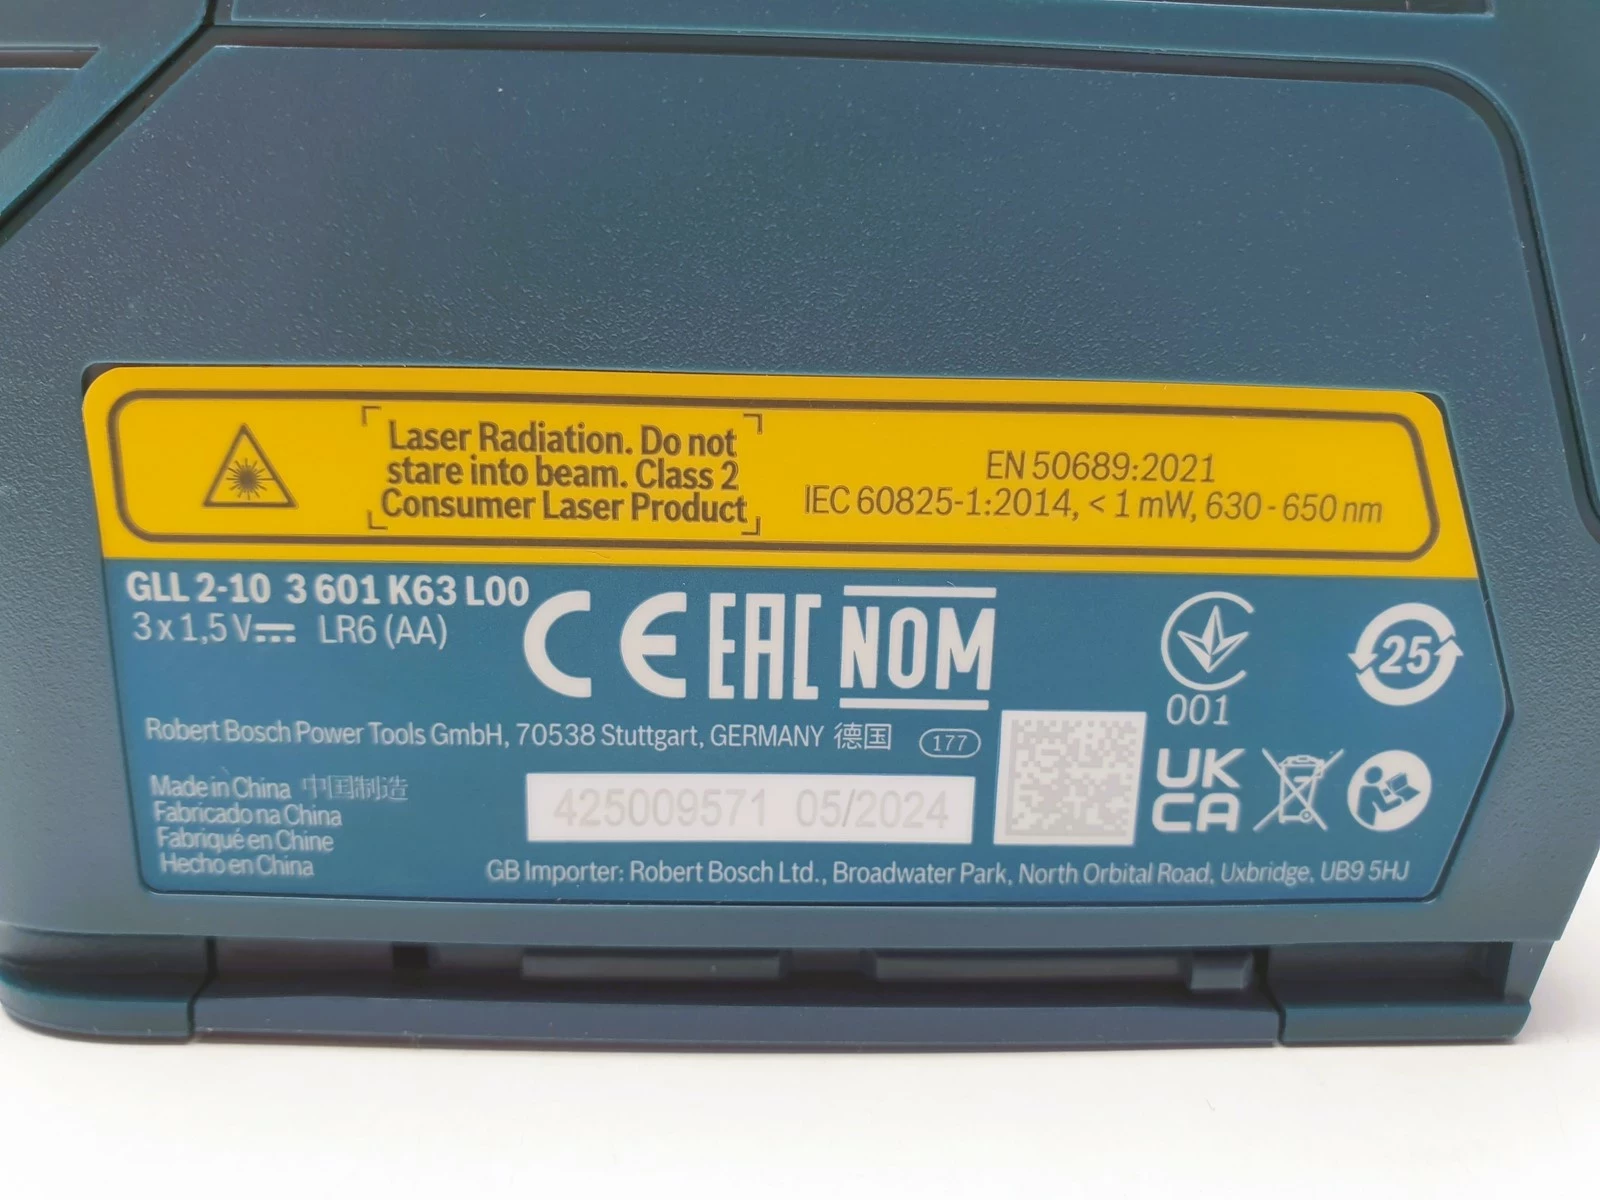 Laser Radiation. Do not
stare into beam. Class 2
Consumer Laser Product
EN 50689:2021
IEC 60825-1:2014, < 1 mW, 630 - 650 nm
GLL 2-10 3 601 K63 L00
3 x 1,5 V LR6 (AA)
CE EAC NOM
001
25
Robert Bosch Power Tools GmbH, 70538 Stuttgart, GERMANY 德国 177
Made in China 中国制造
Fabricado na China
Fabriqué en Chine
Hecho en China
425009571 05/2024
UK
CA
GB Importer: Robert Bosch Ltd., Broadwater Park, North Orbital Road, Uxbridge, UB9 5HJ